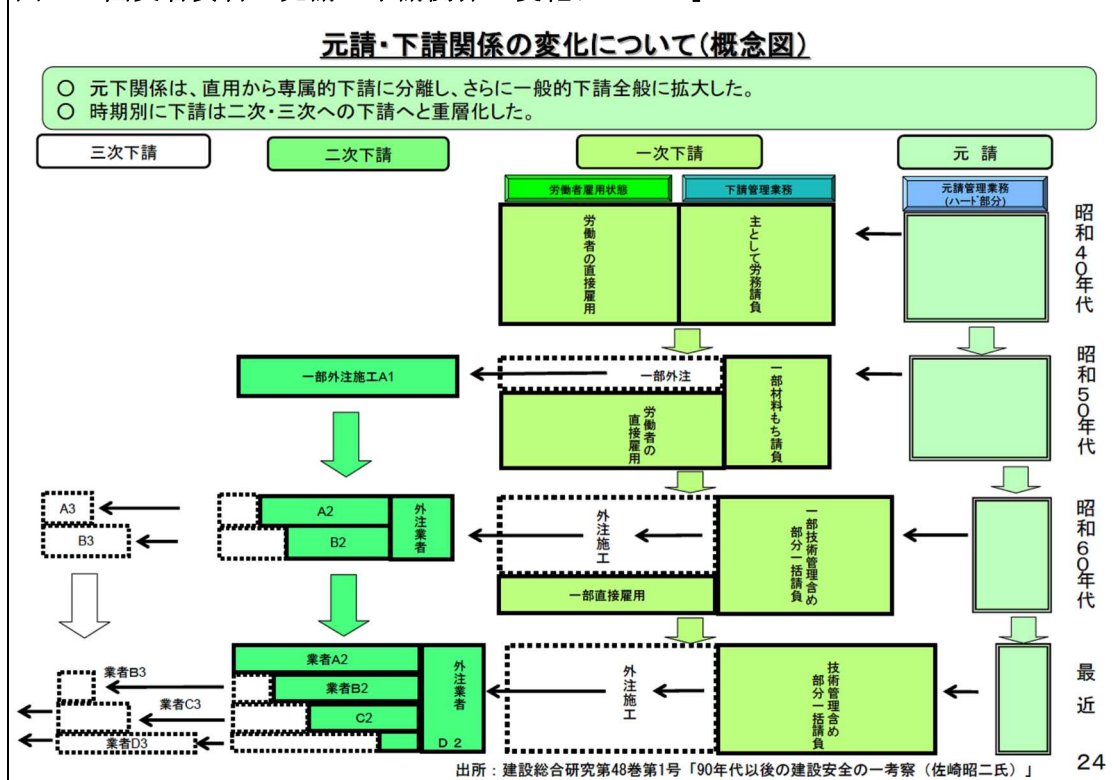 元請・下請関係の変化について(概念図)
○ 元下関係は、直用から専属的下請に分離し、さらに一般的下請全般に拡大した。
○ 時期別に下請は二次・三次への下請へと重層化した。
三次下請
二次下請
一次下請
元 請
労働者雇用状態
下請管理業務
元請管理業務
(ハード部分)
労働者の直接雇用
主として労務請負
昭和40年代
一部外注施工A1
一部外注
労働者の
直接雇用
一部材料もち請負
昭和50年代
A3
B3
A2
B2
外注業者
外注施工
一部直接雇用
一部技術管理含め
部分一括請負
昭和60年代
業者B3
業者C3
業者D3
業者A2
業者B2
C2
D2
外注業者
外注施工
技術管理含め
部分一括請負
最近
出所:建設総合研究第48巻第1号「90年代以後の建設安全の一考察(佐崎昭二氏)」
24